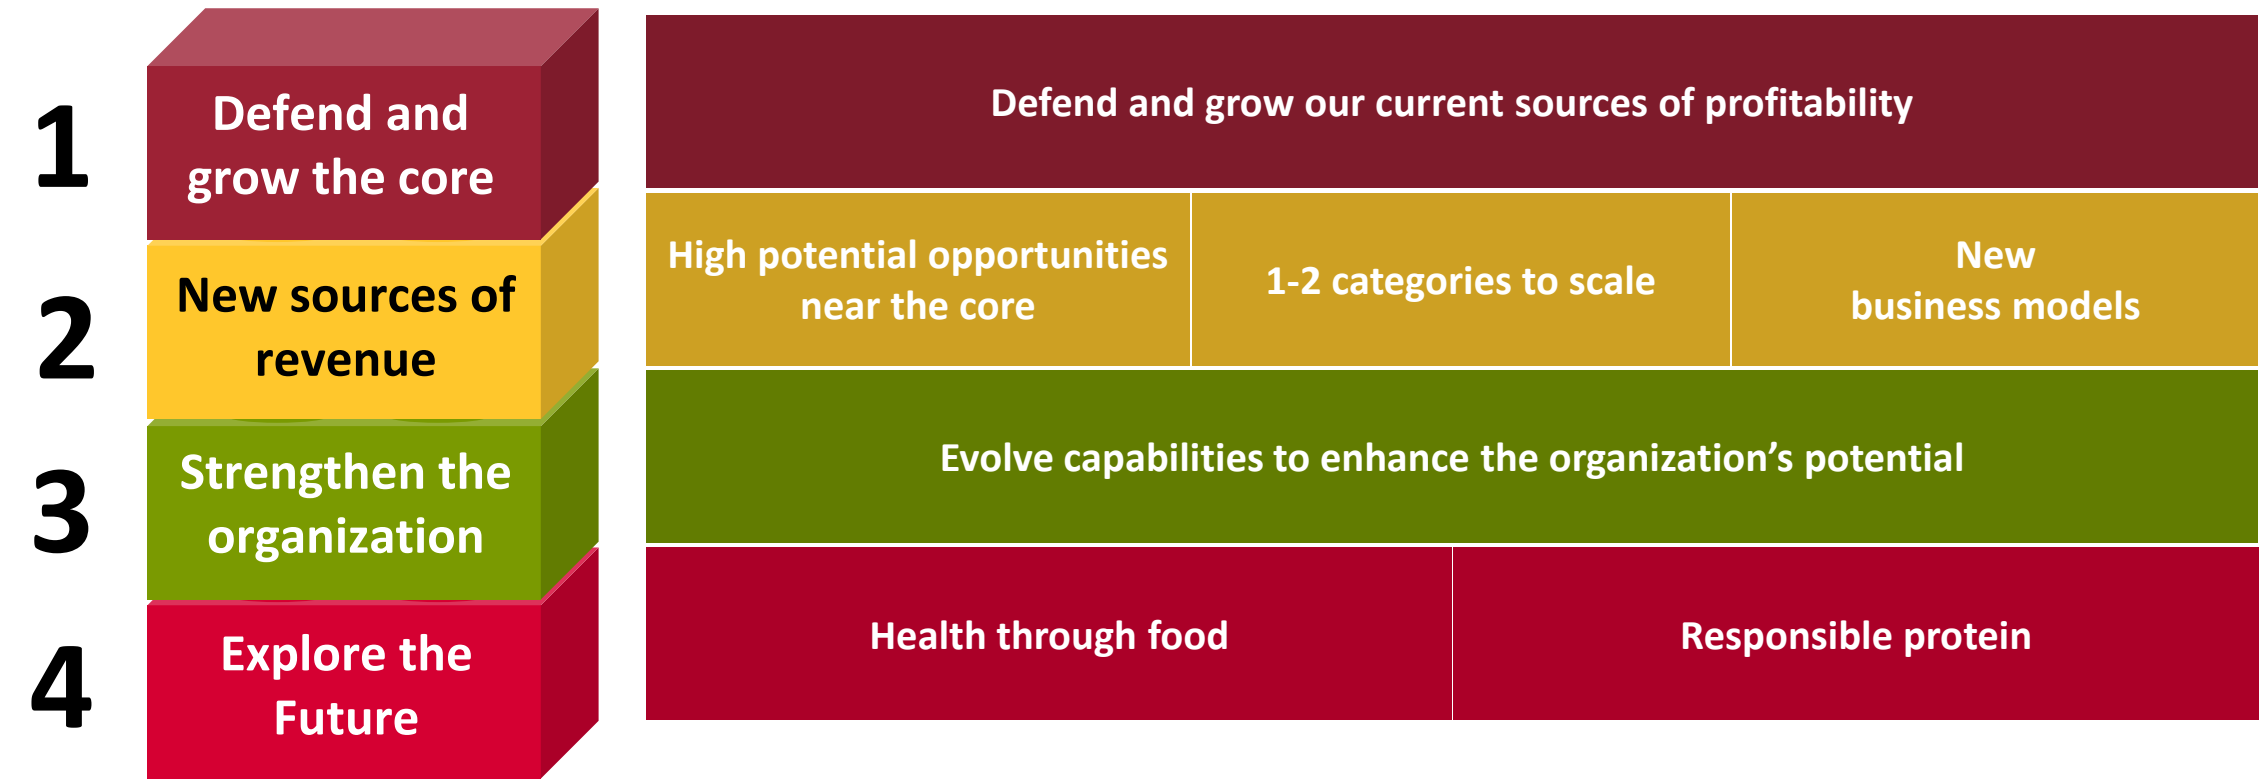 1
Defend and
grow the core
Defend and grow our current sources of profitability
2
New sources of
revenue
High potential opportunities
near the core
1-2 categories to scale
New
business models
3
Strengthen the
organization
Evolve capabilities to enhance the organization’s potential
4
Explore the
Future
Health through food
Responsible protein